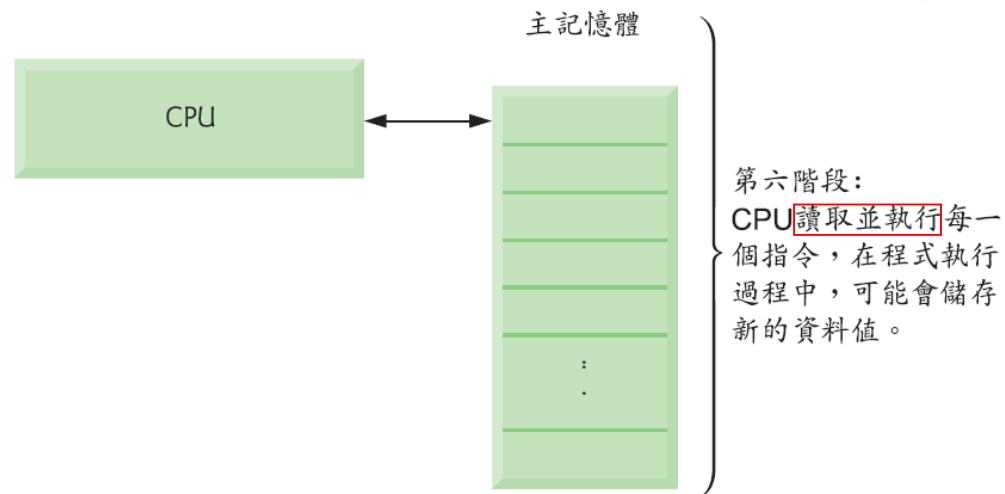 主記憶體
CPU
第六階段:
CPU讀取並執行每一
個指令，在程式執行
過程中，可能會儲存
新的資料值。